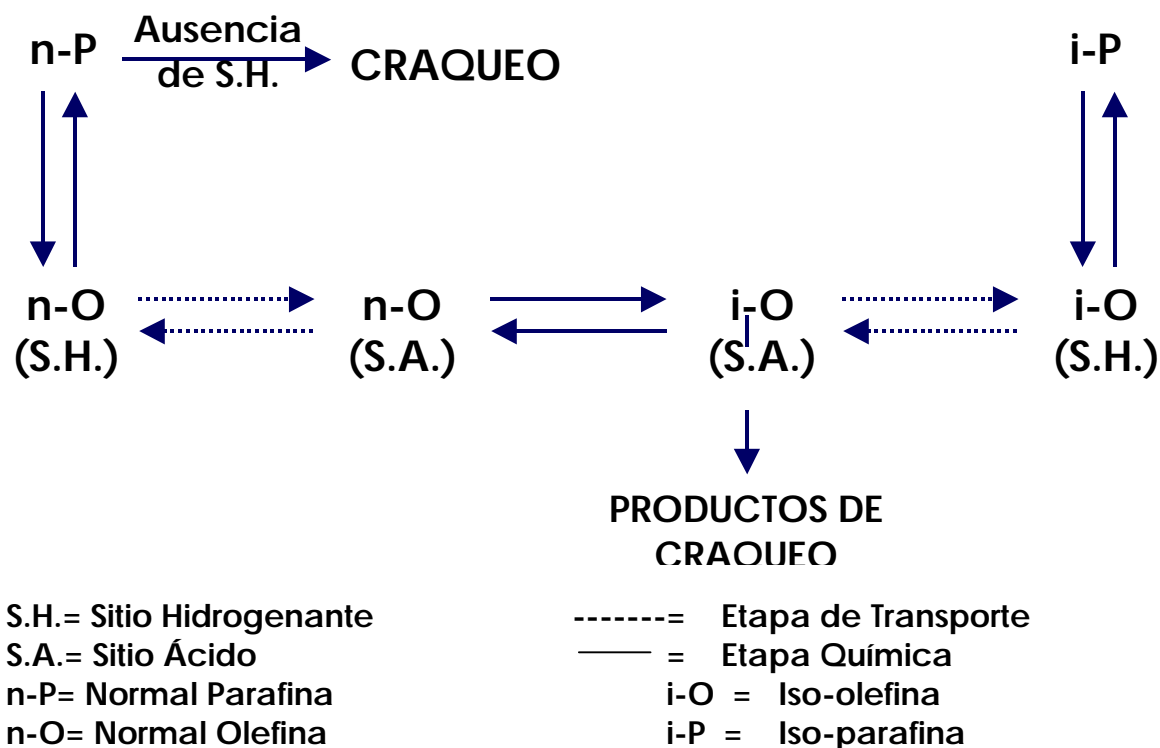 n-P
Ausencia
de S.H.
CRAQUEO
i-P
n-O
(S.H.)
n-O
(S.A.)
i-O
(S.A.)
i-O
(S.H.)
PRODUCTOS DE
CRAQUEO
S.H.= Sitio Hidrogenante
S.A.= Sitio Ácido
n-P= Normal Parafina
n-O= Normal Olefina
-------= Etapa de Transporte
—— = Etapa Química
i-O = Iso-olefina
i-P = Iso-parafina